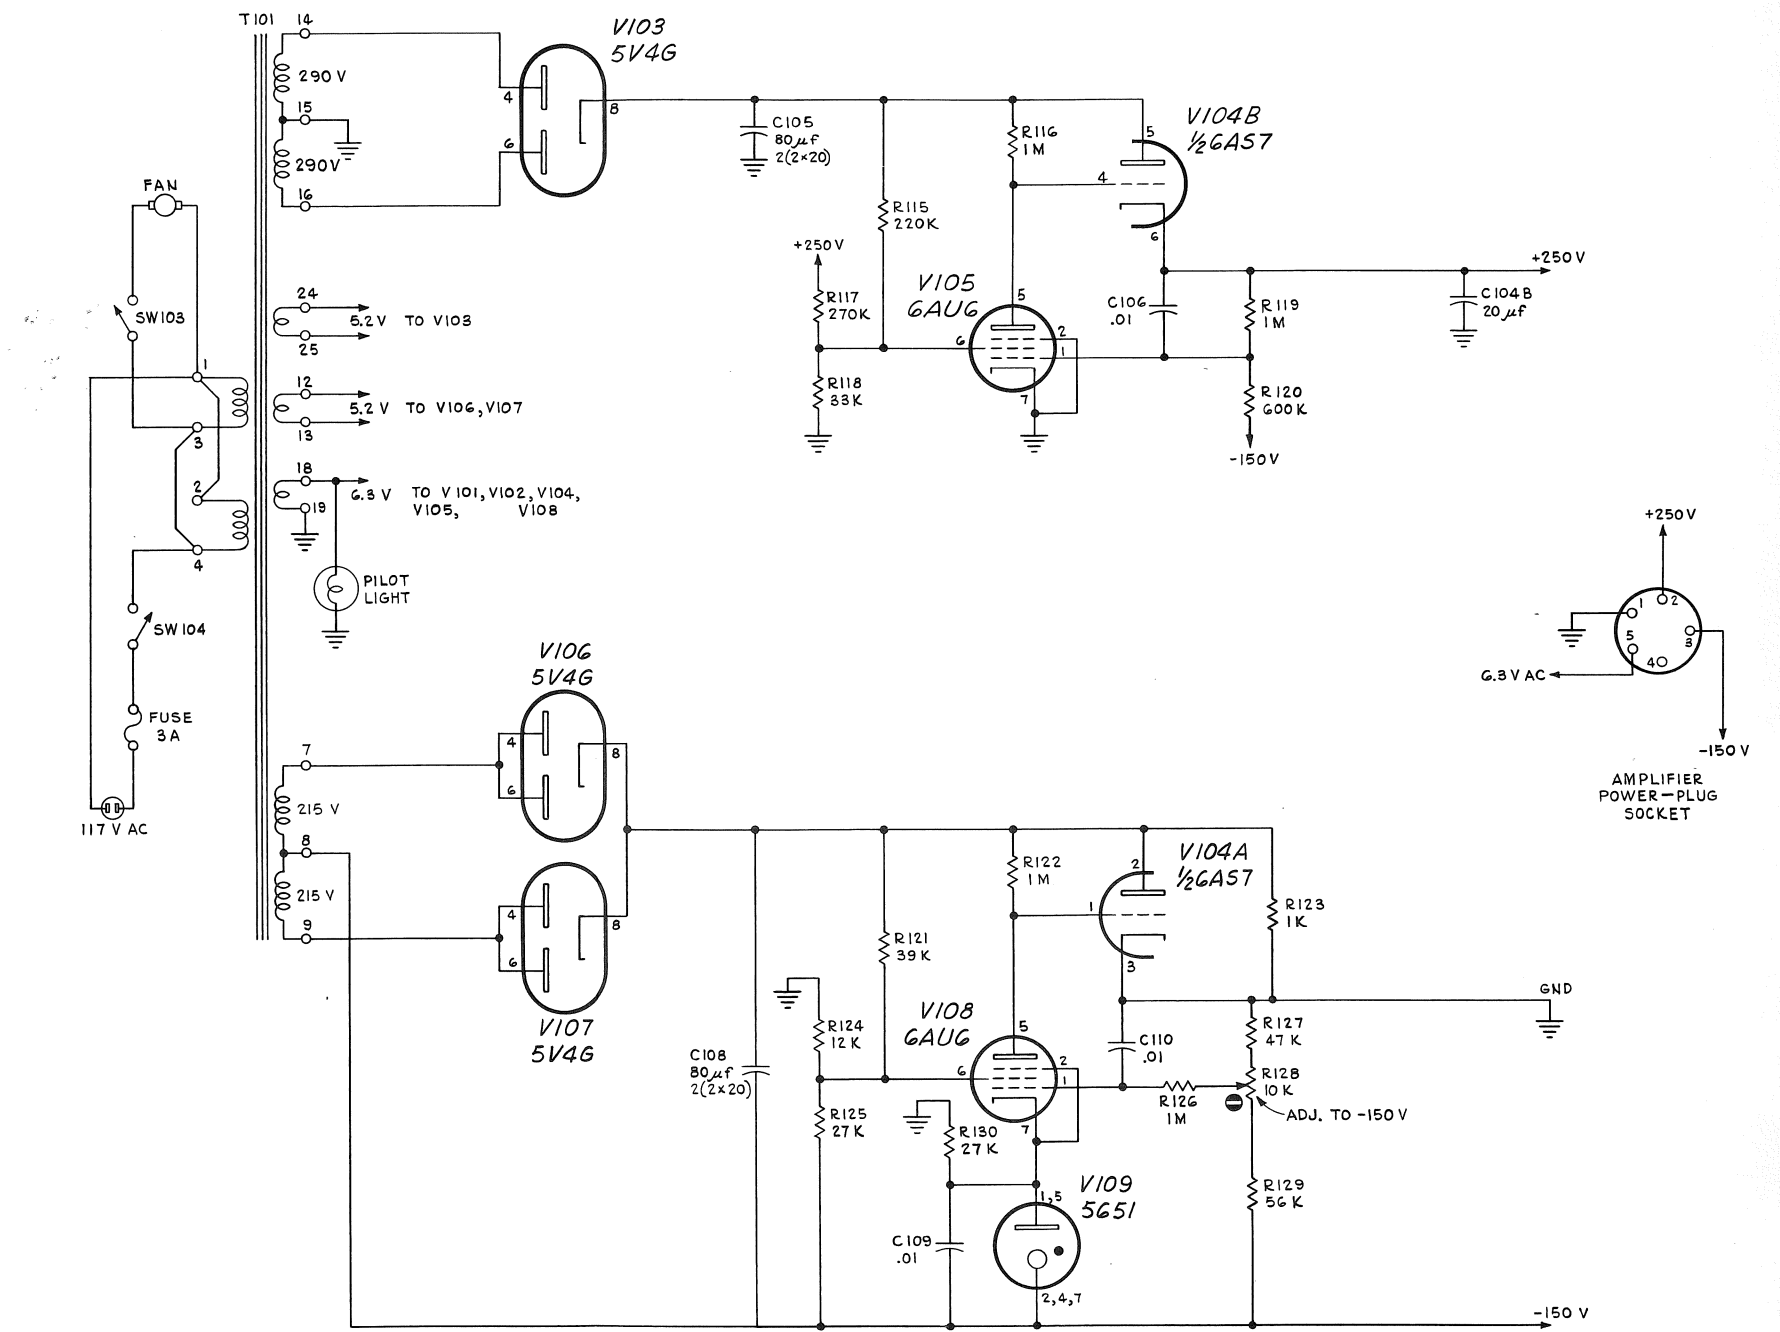 T101
14
290 V
15
290V
16
V103
5V4G
4
6
8
C105
80 µf
2(2×20)
R116
1M
V104B
½6AS7
5
4
6
R115
220K
+250V
R117
270K
R118
33K
V105
6AU6
5
6
2
1
7
C106
.01
R119
1M
R120
600K
-150V
+250V
C104B
20 µf
FAN
SW103
1
3
2
4
24
5.2 V TO V103
25
12
5.2 V TO V106, V107
13
18
6.3 V TO V101, V102, V104,
V105, V108
19
PILOT
LIGHT
SW104
FUSE
3A
117 V AC
+250V
1
2
3
4
5
6.3 V AC
-150 V
AMPLIFIER
POWER-PLUG
SOCKET
V106
5V4G
7
215 V
8
215 V
9
4
6
8
4
6
8
V107
5V4G
C108
80 µf
2(2×20)
R121
39K
R122
1M
V104A
½6AS7
2
1
3
R123
1K
GND
R124
12K
R125
27K
V108
6AU6
5
6
2
1
7
C110
.01
R126
1M
R127
47K
R128
10K
ADJ. TO -150 V
R129
56K
R130
27K
C109
.01
V109
5651
1,5
2,4,7
-150 V